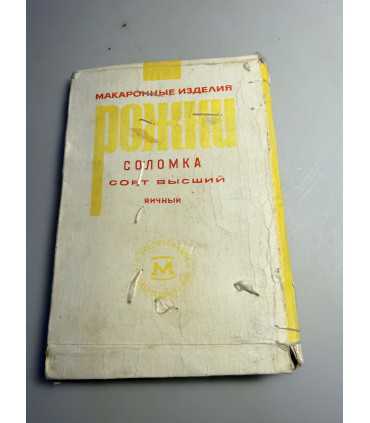 МАКАРОННЫЕ ИЗДЕЛИЯ
РОЖКИ
СОЛОМКА
СОРТ ВЫСШИЙ
ЯИЧНЫЙ
М